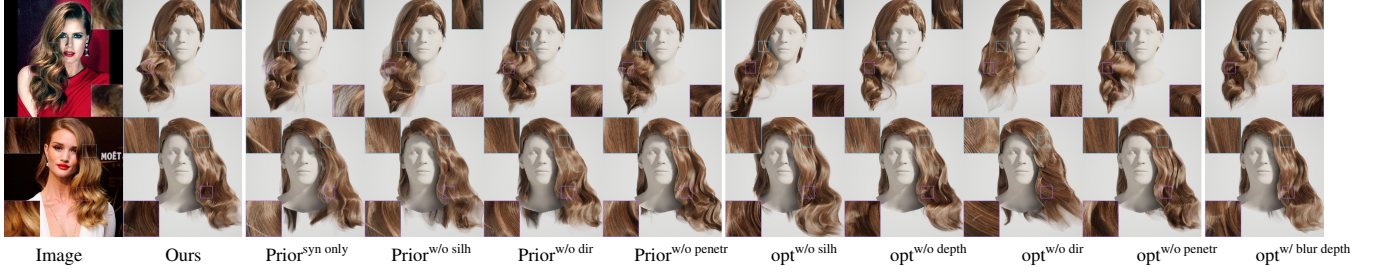 MOËT
Image Ours Prior^syn only Prior^w/o silh Prior^w/o dir Prior^w/o penetr opt^w/o silh opt^w/o depth opt^w/o dir opt^w/o penetr opt^w/ blur depth